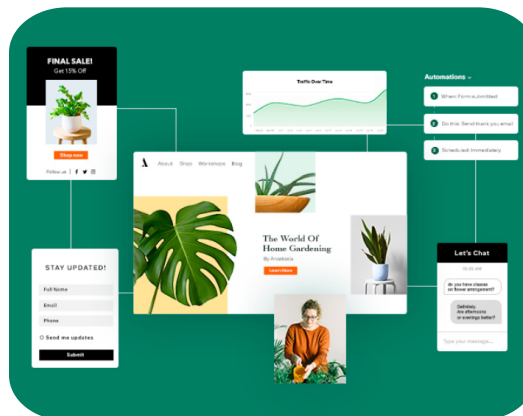 FINAL SALE!
Get 15% Off
Shop now
Follow us
Traffic Over Time
Automations
1 When: Form submitted
2 Do this: Send thank you email
3 Scheduled: Immediately
A
About Shop Workshops Blog
The World Of
Home Gardening
By Anastasia
Learn More
STAY UPDATED!
Full Name
Email
Phone
Send me updates
Submit
Let's Chat
do you have classes
on flower arrangement?
Definitely.
Are afternoons
or evenings better?
Type your message...